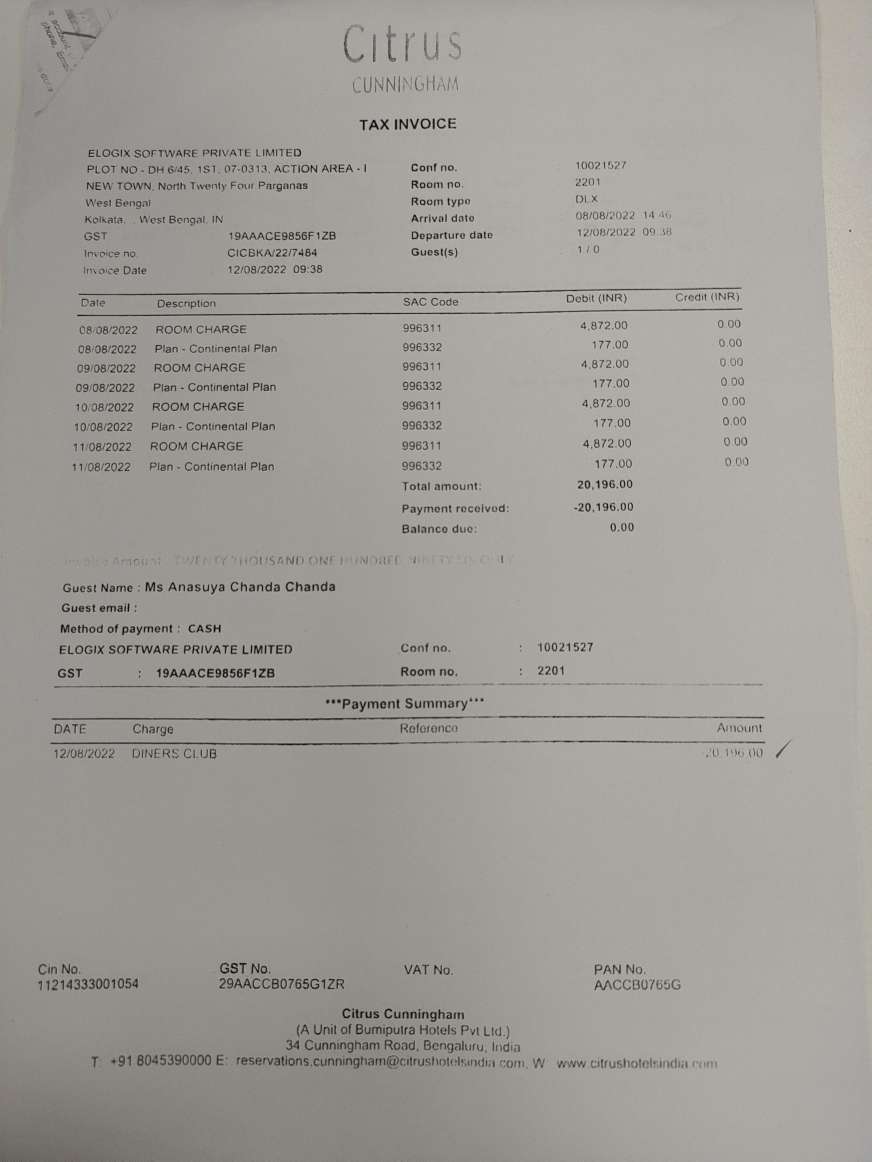 Citrus
CUNNINGHAM
TAX INVOICE
ELOGIX SOFTWARE PRIVATE LIMITED
PLOT NO - DH 6/45, 1ST, 07-0313, ACTION AREA - I
NEW TOWN, North Twenty Four Parganas
West Bengal
Kolkata, , West Bengal, IN
GST 19AAACE9856F1ZB
Invoice no. : CICBKA/22/7484
Invoice Date : 12/08/2022 09:38
Conf no. : 10021527
Room no. : 2201
Room type : DLX
Arrival date : 08/08/2022 14:46
Departure date : 12/08/2022 09:38
Guest(s) : 1 / 0
Date Description SAC Code Debit (INR) Credit (INR)
08/08/2022 ROOM CHARGE 996311 4,872.00 0.00
08/08/2022 Plan - Continental Plan 996332 177.00 0.00
09/08/2022 ROOM CHARGE 996311 4,872.00 0.00
09/08/2022 Plan - Continental Plan 996332 177.00 0.00
10/08/2022 ROOM CHARGE 996311 4,872.00 0.00
10/08/2022 Plan - Continental Plan 996332 177.00 0.00
11/08/2022 ROOM CHARGE 996311 4,872.00 0.00
11/08/2022 Plan - Continental Plan 996332 177.00 0.00
Total amount: 20,196.00
Payment received: -20,196.00
Balance due: 0.00
Invoice Amount : TWENTY THOUSAND ONE HUNDRED NINETY SIX ONLY
Guest Name : Ms Anasuya Chanda Chanda
Guest email :
Method of payment : CASH
ELOGIX SOFTWARE PRIVATE LIMITED Conf no. : 10021527
GST : 19AAACE9856F1ZB Room no. : 2201
***Payment Summary***
DATE Charge Reference Amount
12/08/2022 DINERS CLUB -20,196.00
Cin No. GST No. VAT No. PAN No.
11214333001054 29AACCB0765G1ZR AACCB0765G
Citrus Cunningham
(A Unit of Bumiputra Hotels Pvt Ltd.)
34 Cunningham Road, Bengaluru, India
T: +91 8045390000 E: reservations.cunningham@citrushotelsindia.com, W: www.citrushotelsindia.com